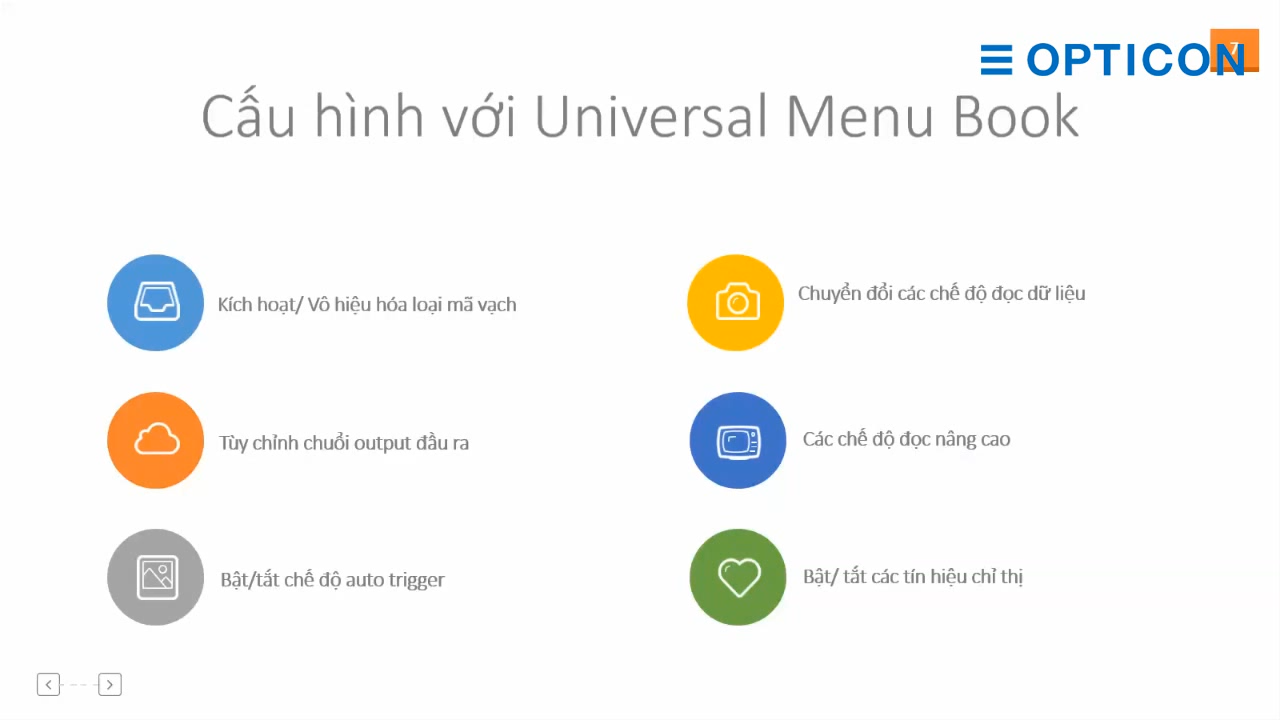 OPTICON
7
Cấu hình với Universal Menu Book
Kích hoạt/ Vô hiệu hóa loại mã vạch
Chuyển đổi các chế độ đọc dữ liệu
Tùy chỉnh chuổi output đầu ra
Các chế độ đọc nâng cao
Bật/tắt chế độ auto trigger
Bật/ tắt các tín hiệu chỉ thị